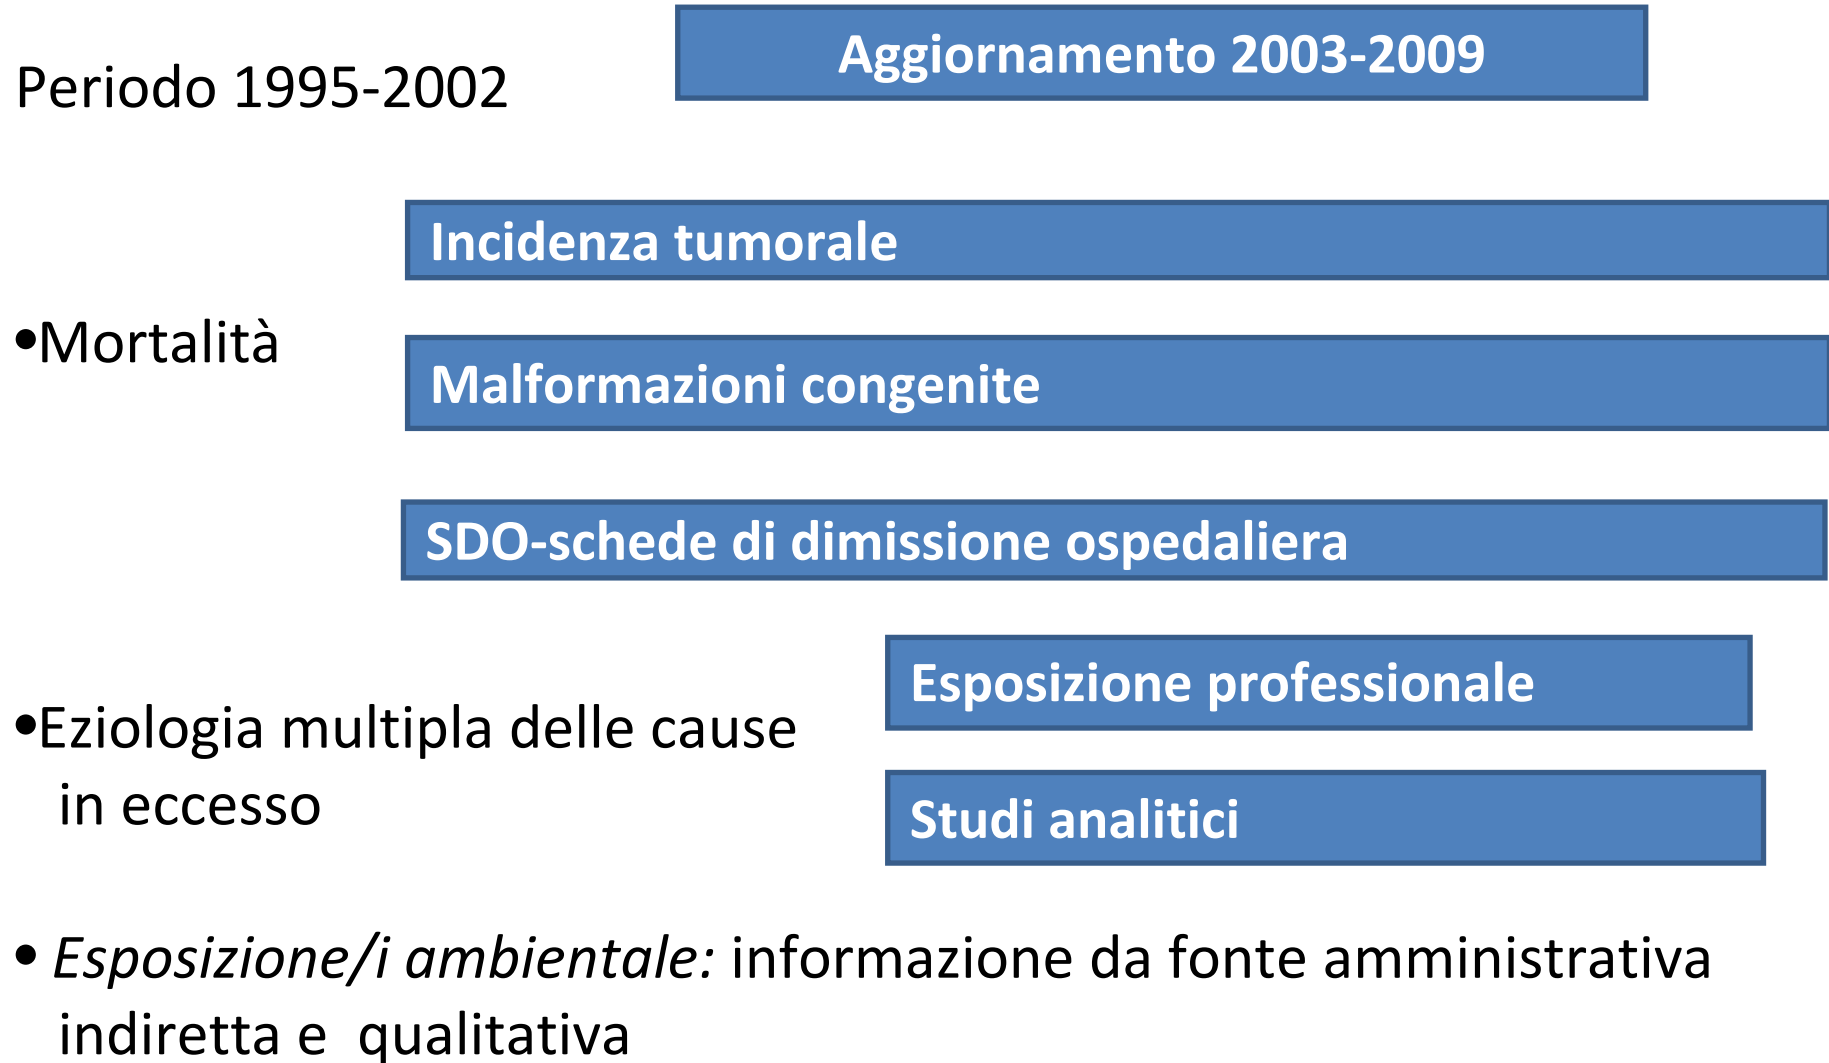 Periodo 1995-2002
Aggiornamento 2003-2009
Incidenza tumorale
•Mortalità
Malformazioni congenite
SDO-schede di dimissione ospedaliera
Esposizione professionale
•Eziologia multipla delle cause
in eccesso
Studi analitici
• Esposizione/i ambientale: informazione da fonte amministrativa
indiretta e qualitativa